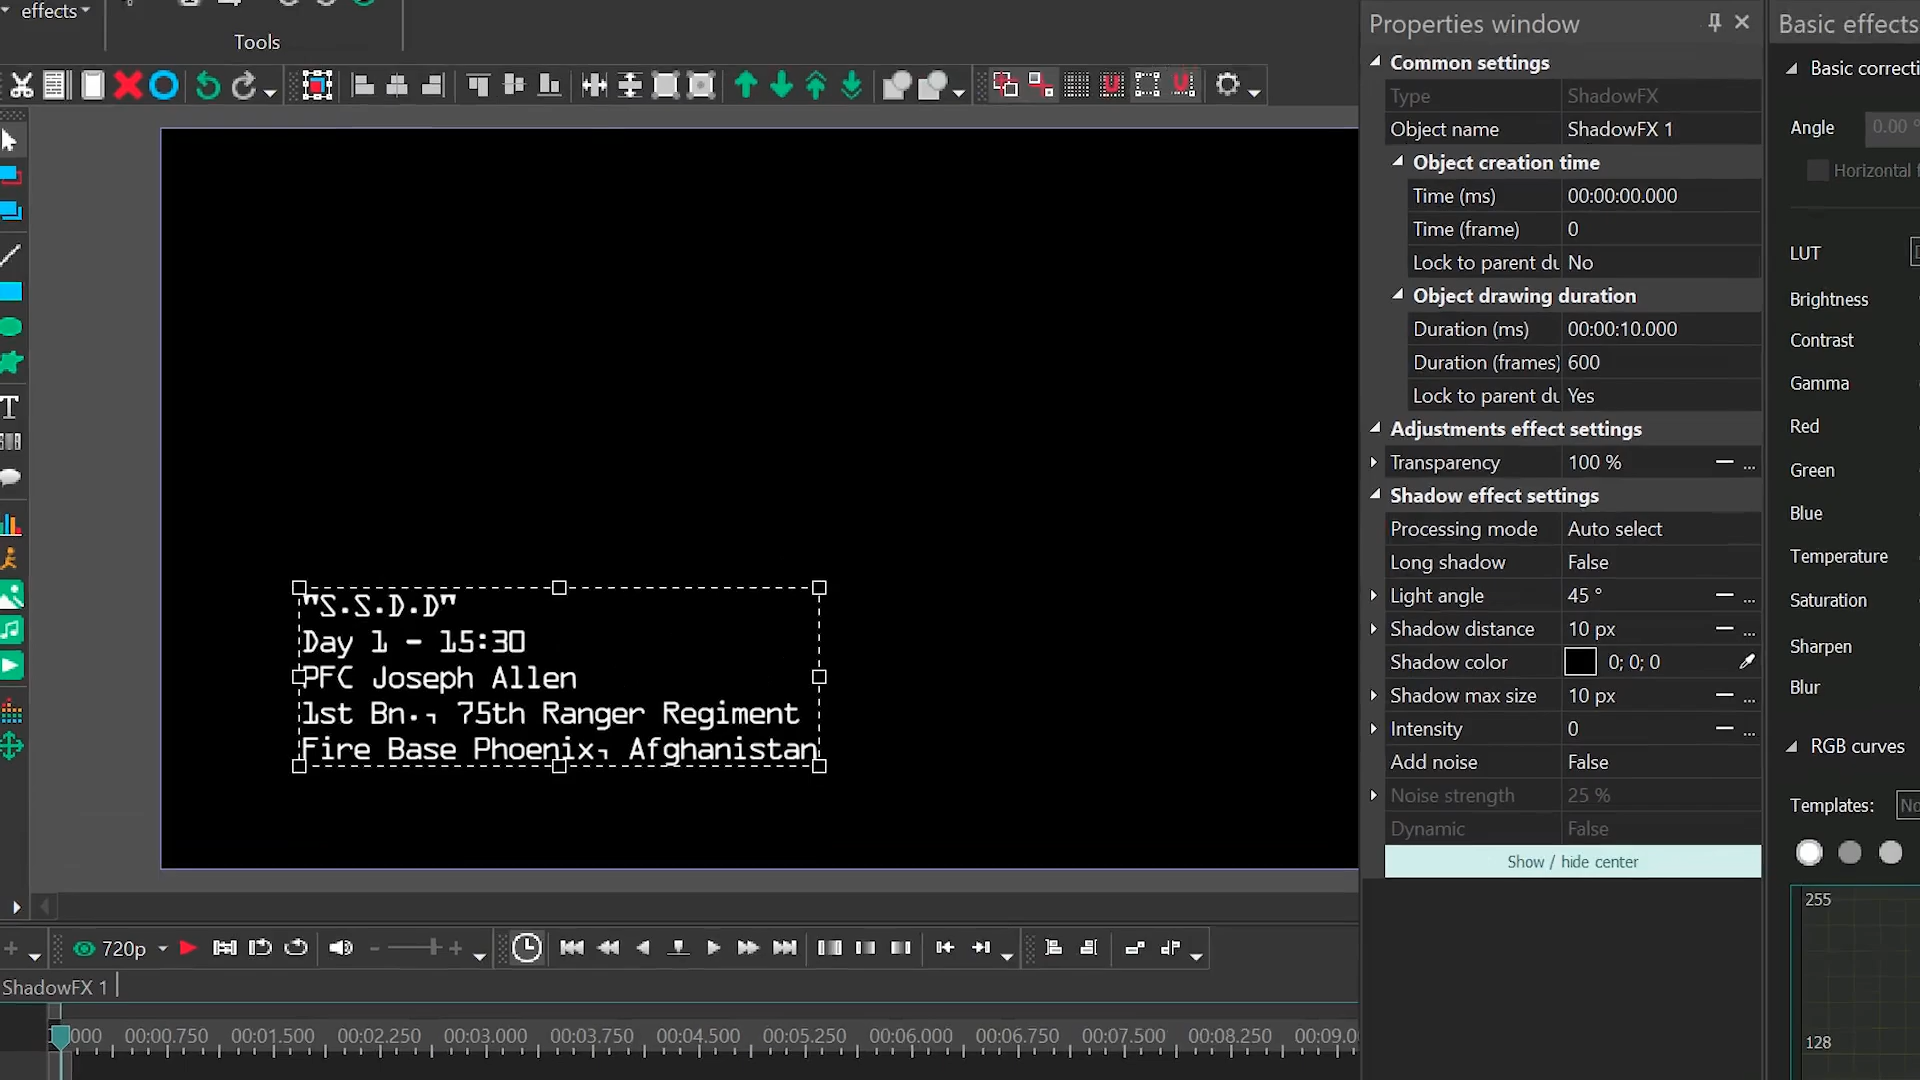 effects
Tools
"S.S.D.D"
Day 1 - 15:30
PFC Joseph Allen
1st Bn., 75th Ranger Regiment
Fire Base Phoenix, Afghanistan
720p
ShadowFX 1
000 00:00.750 00:01.500 00:02.250 00:03.000 00:03.750 00:04.500 00:05.250 00:06.000 00:06.750 00:07.500 00:08.250 00:09.0
Properties window
Common settings
Type ShadowFX
Object name ShadowFX 1
Object creation time
Time (ms) 00:00:00.000
Time (frame) 0
Lock to parent du No
Object drawing duration
Duration (ms) 00:00:10.000
Duration (frames) 600
Lock to parent du Yes
Adjustments effect settings
Transparency 100 % ...
Shadow effect settings
Processing mode Auto select
Long shadow False
Light angle 45 ° ...
Shadow distance 10 px ...
Shadow color 0; 0; 0
Shadow max size 10 px ...
Intensity 0 ...
Add noise False
Noise strength 25 %
Dynamic False
Show / hide center
Basic effects
Basic correcti
Angle 0.00 °
Horizontal f
LUT
Brightness
Contrast
Gamma
Red
Green
Blue
Temperature
Saturation
Sharpen
Blur
RGB curves
Templates: No
255
128